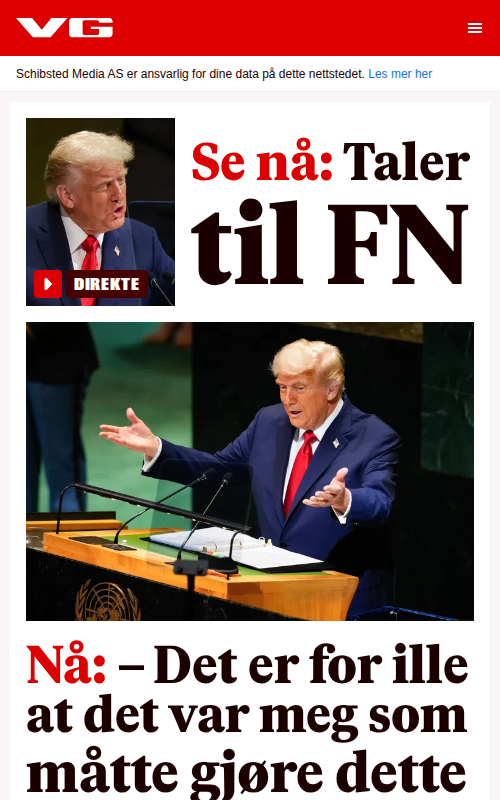 VG
Schibsted Media AS er ansvarlig for dine data på dette nettstedet. Les mer her
Se nå: Taler
til FN
DIREKTE
Nå: – Det er for ille
at det var meg som
måtte gjøre dette